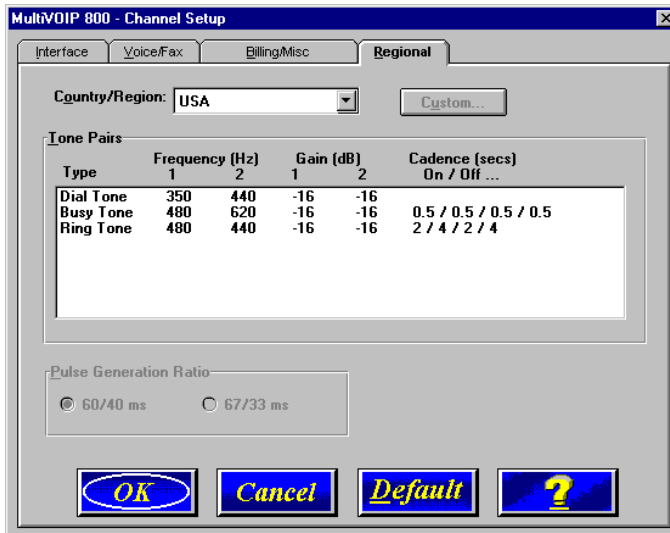 MultiVOIP 800 - Channel Setup
Interface Voice/Fax Billing/Misc Regional
Country/Region: USA Custom...
Tone Pairs
Frequency (Hz) Gain (dB) Cadence (secs)
Type 1 2 1 2 On / Off ...
Dial Tone 350 440 -16 -16
Busy Tone 480 620 -16 -16 0.5 / 0.5 / 0.5 / 0.5
Ring Tone 480 440 -16 -16 2 / 4 / 2 / 4
Pulse Generation Ratio
60/40 ms 67/33 ms
OK Cancel Default ?